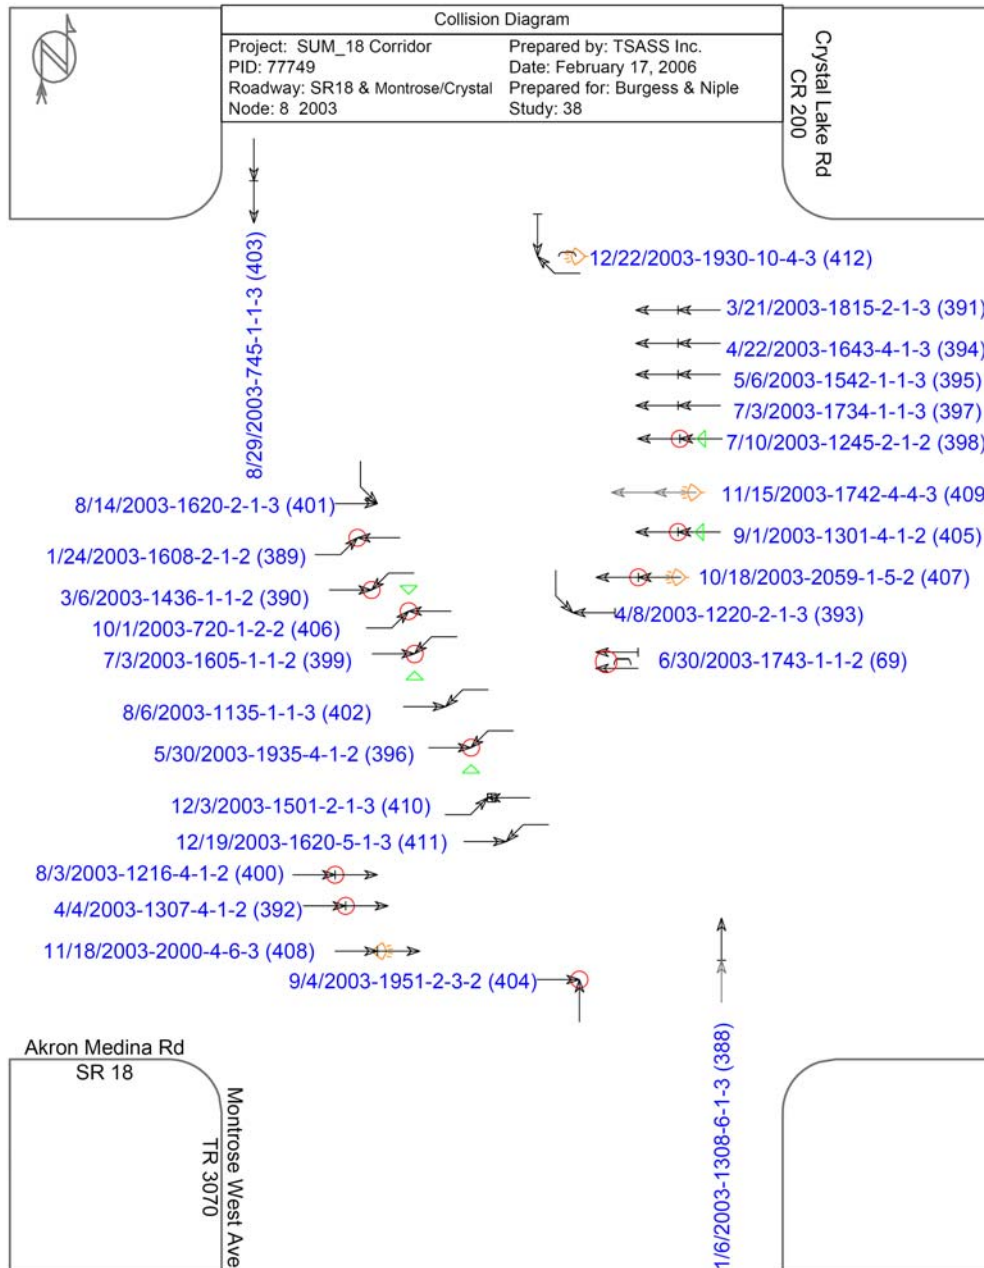 Collision Diagram
Project: SUM_18 Corridor
PID: 77749
Roadway: SR18 & Montrose/Crystal
Node: 8 2003
Prepared by: TSASS Inc.
Date: February 17, 2006
Prepared for: Burgess & Niple
Study: 38
Crystal Lake Rd
CR 200
8/29/2003-745-1-1-3 (403)
12/22/2003-1930-10-4-3 (412)
3/21/2003-1815-2-1-3 (391)
4/22/2003-1643-4-1-3 (394)
5/6/2003-1542-1-1-3 (395)
7/3/2003-1734-1-1-3 (397)
7/10/2003-1245-2-1-2 (398)
11/15/2003-1742-4-4-3 (409
9/1/2003-1301-4-1-2 (405)
10/18/2003-2059-1-5-2 (407)
4/8/2003-1220-2-1-3 (393)
6/30/2003-1743-1-1-2 (69)
8/14/2003-1620-2-1-3 (401)
1/24/2003-1608-2-1-2 (389)
3/6/2003-1436-1-1-2 (390)
10/1/2003-720-1-2-2 (406)
7/3/2003-1605-1-1-2 (399)
8/6/2003-1135-1-1-3 (402)
5/30/2003-1935-4-1-2 (396)
12/3/2003-1501-2-1-3 (410)
12/19/2003-1620-5-1-3 (411)
8/3/2003-1216-4-1-2 (400)
4/4/2003-1307-4-1-2 (392)
11/18/2003-2000-4-6-3 (408)
9/4/2003-1951-2-3-2 (404)
1/6/2003-1308-6-1-3 (388)
Akron Medina Rd
SR 18
Montrose West Ave
TR 3070